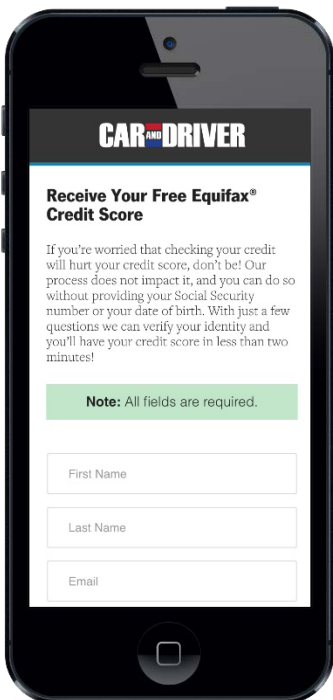 CAR AND DRIVER
Receive Your Free Equifax®
Credit Score
If you're worried that checking your credit
will hurt your credit score, don't be! Our
process does not impact it, and you can do so
without providing your Social Security
number or your date of birth. With just a few
questions we can verify your identity and
you'll have your credit score in less than two
minutes!
Note: All fields are required.
First Name
Last Name
Email